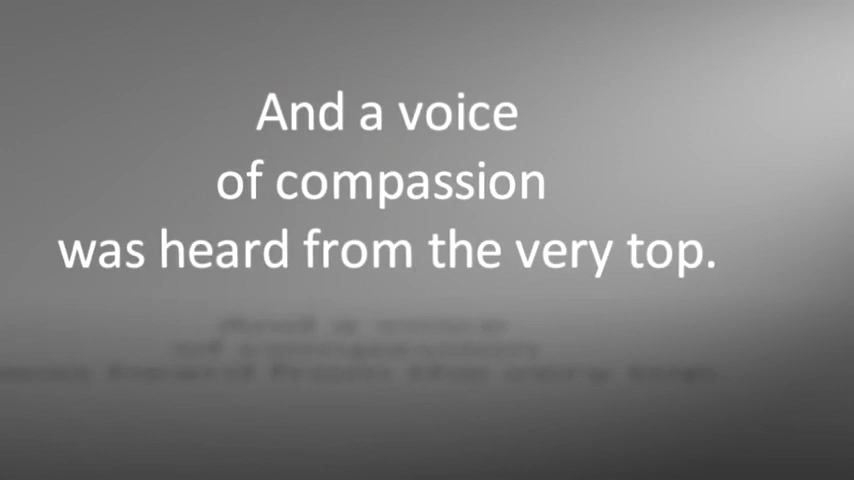 And a voice
of compassion
was heard from the very top.